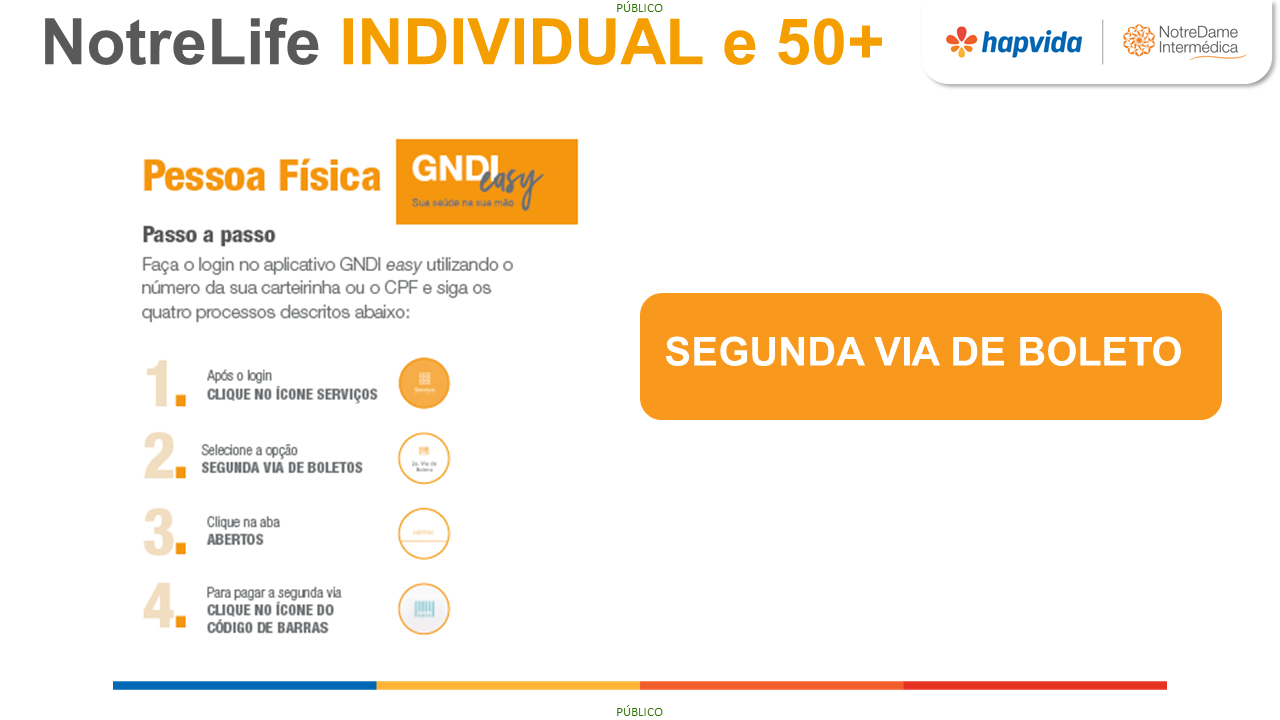 PÚBLICO
NotreLife INDIVIDUAL e 50+
hapvida
NotreDame
Intermédica
Pessoa Física
GNDI
easy
Sua saúde na sua mão
Passo a passo
Faça o login no aplicativo GNDI easy utilizando o
número da sua carteirinha ou o CPF e siga os
quatro processos descritos abaixo:
SEGUNDA VIA DE BOLETO
1.
Após o login
CLIQUE NO ÍCONE SERVIÇOS
Serviços
2.
Selecione a opção
SEGUNDA VIA DE BOLETOS
2a. Via de
Boleto
3.
Clique na aba
ABERTOS
ABERTOS
4.
Para pagar a segunda via
CLIQUE NO ÍCONE DO
CÓDIGO DE BARRAS
PÚBLICO